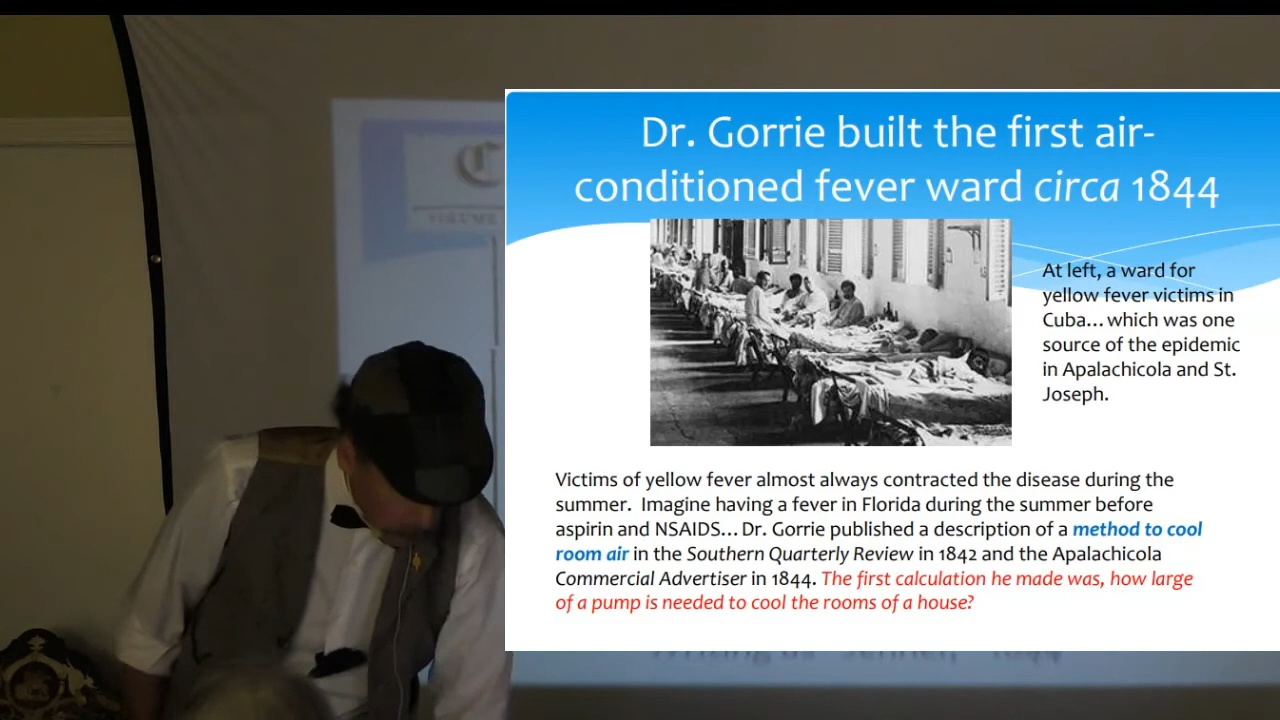 Dr. Gorrie built the first air-
conditioned fever ward circa 1844
At left, a ward for
yellow fever victims in
Cuba...which was one
source of the epidemic
in Apalachicola and St.
Joseph.
Victims of yellow fever almost always contracted the disease during the
summer.  Imagine having a fever in Florida during the summer before
aspirin and NSAIDS...Dr. Gorrie published a description of a method to cool
room air in the Southern Quarterly Review in 1842 and the Apalachicola
Commercial Advertiser in 1844. The first calculation he made was, how large
of a pump is needed to cool the rooms of a house?